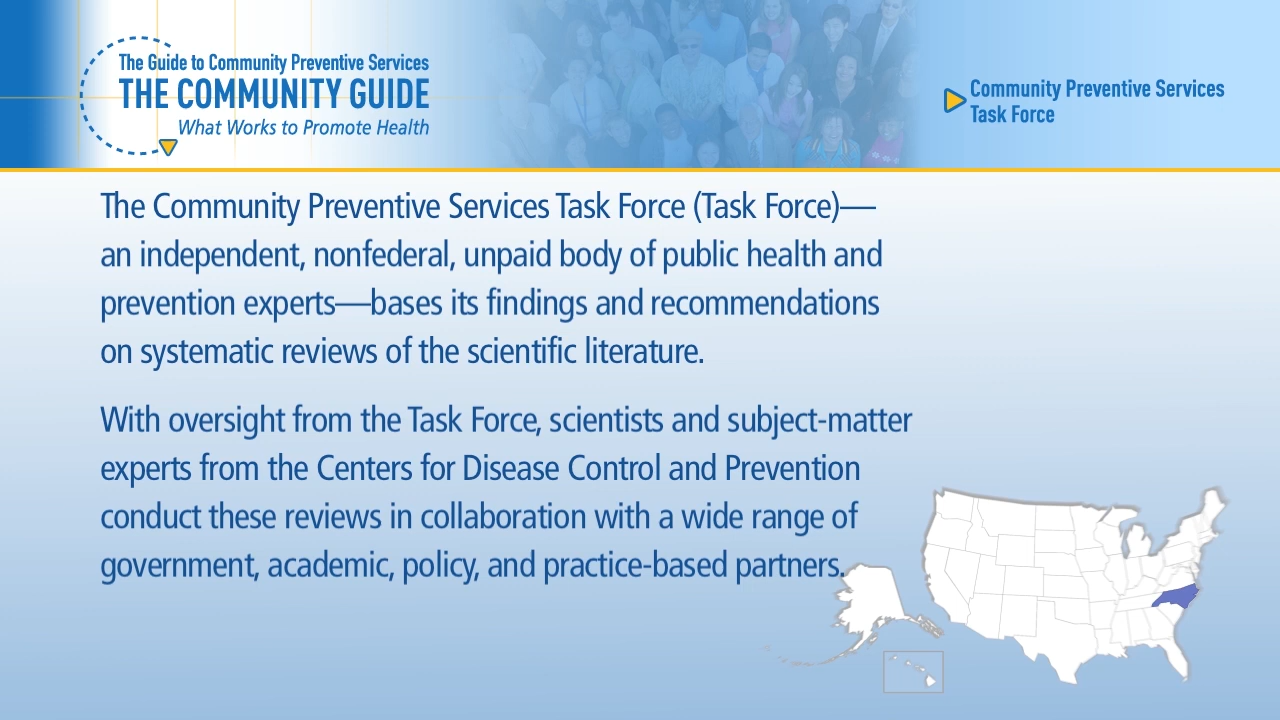 The Guide to Community Preventive Services
THE COMMUNITY GUIDE
What Works to Promote Health
Community Preventive Services
Task Force
The Community Preventive Services Task Force (Task Force)—
an independent, nonfederal, unpaid body of public health and
prevention experts—bases its findings and recommendations
on systematic reviews of the scientific literature.
With oversight from the Task Force, scientists and subject-matter
experts from the Centers for Disease Control and Prevention
conduct these reviews in collaboration with a wide range of
government, academic, policy, and practice-based partners.